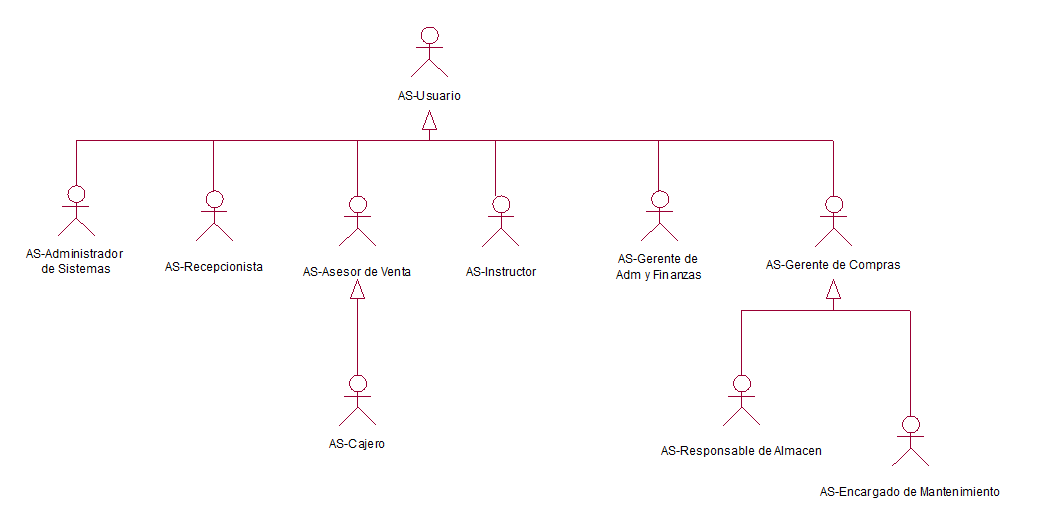 AS-Usuario
AS-Administrador
de Sistemas
AS-Recepcionista
AS-Asesor de Venta
AS-Instructor
AS-Gerente de
Adm y Finanzas
AS-Gerente de Compras
AS-Cajero
AS-Responsable de Almacen
AS-Encargado de Mantenimiento